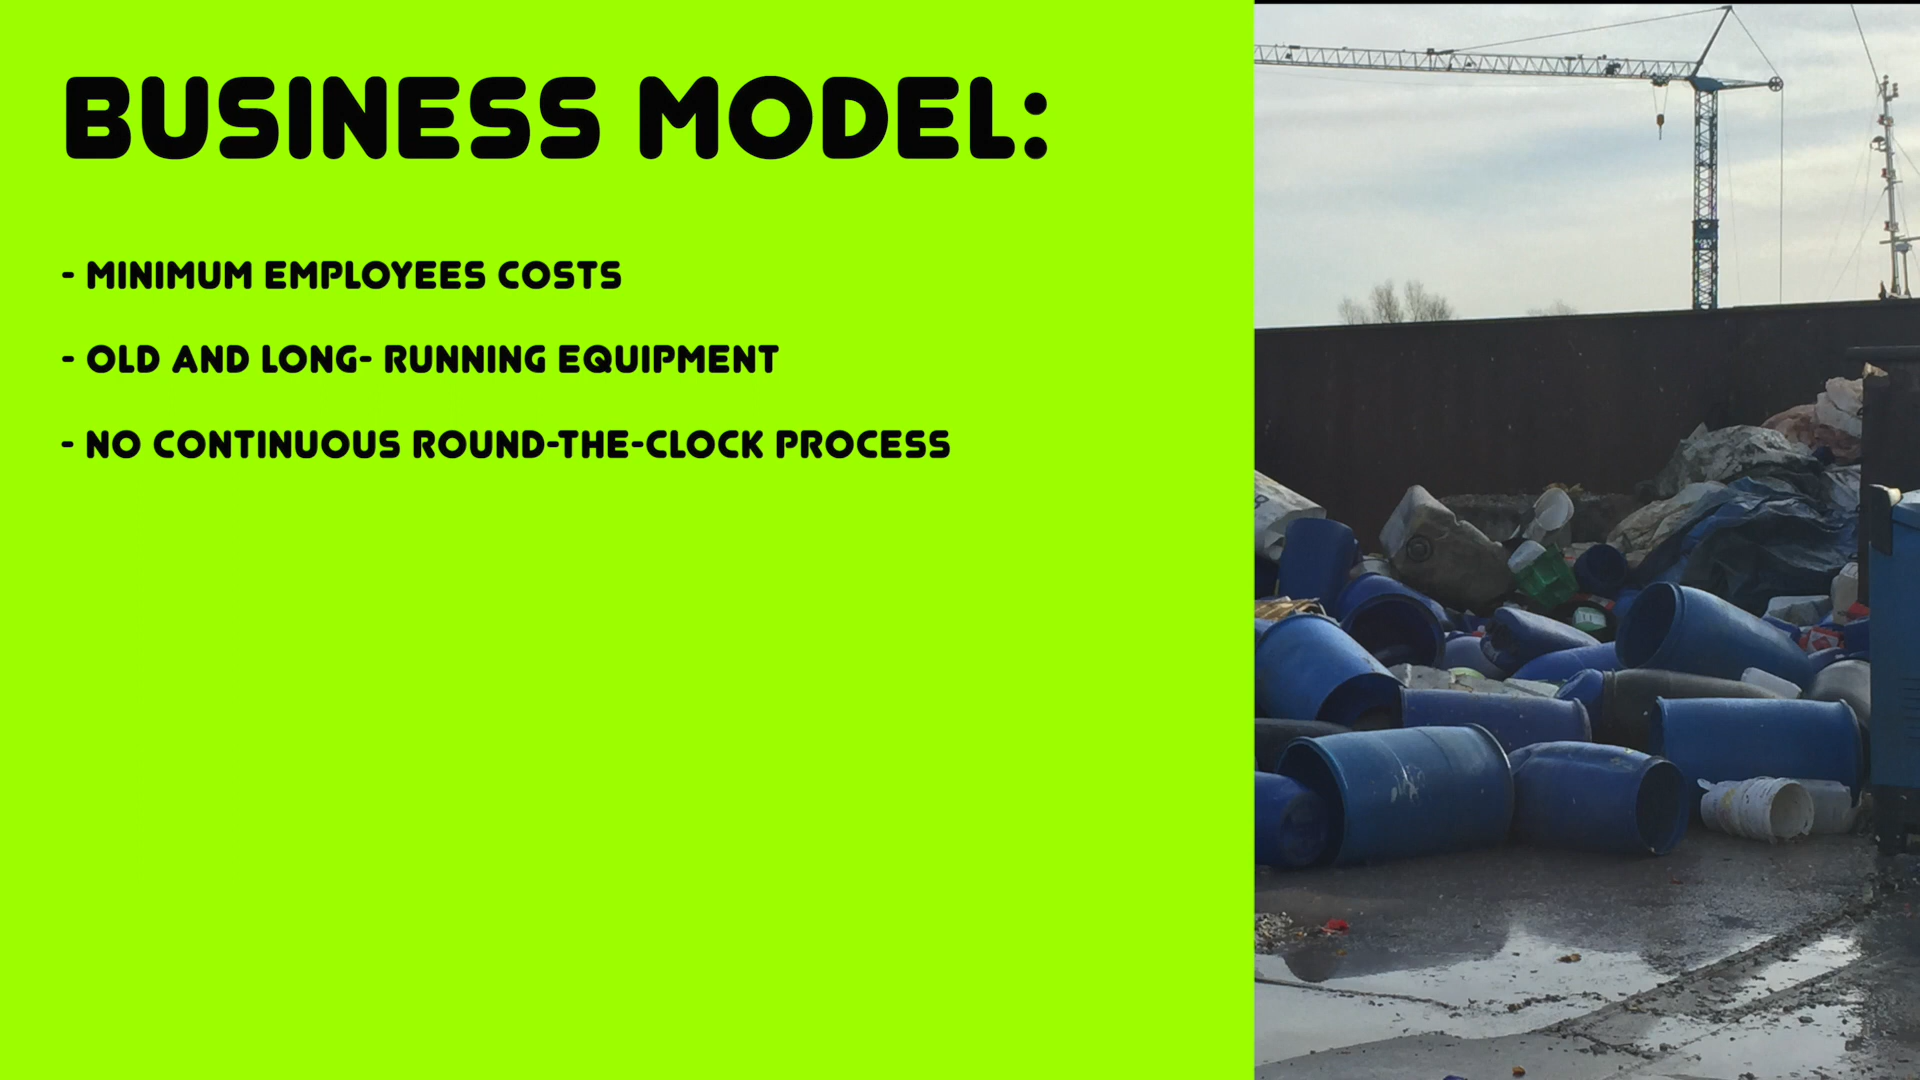 BUSINESS MODEL:
- MINIMUM EMPLOYEES COSTS
- OLD AND LONG- RUNNING EQUIPMENT
- NO CONTINUOUS ROUND-THE-CLOCK PROCESS